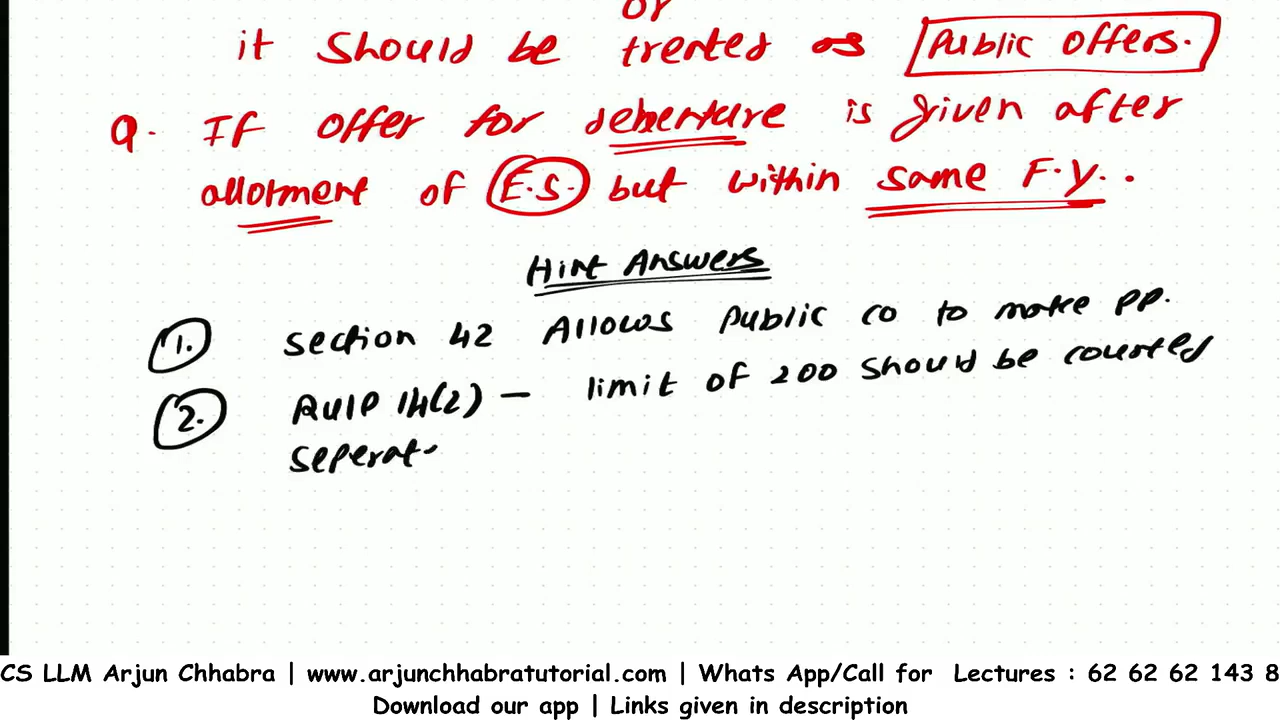 or
it should be treated as Public offers.
Q. If offer for debenture is given after
allotment of E.S. but within same F.Y..
Hint Answers
1. Section 42 Allows Public co to make PP.
2. Rule 14(2) - limit of 200 should be counted
seperat
CS LLM Arjun Chhabra | www.arjunchhabratutorial.com | Whats App/Call for Lectures : 62 62 62 143 8
Download our app | Links given in description